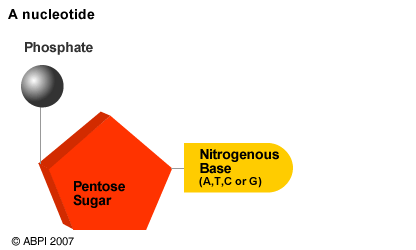 A nucleotide
Phosphate
Nitrogenous
Base
(A,T,C or G)
Pentose
Sugar
© ABPI 2007